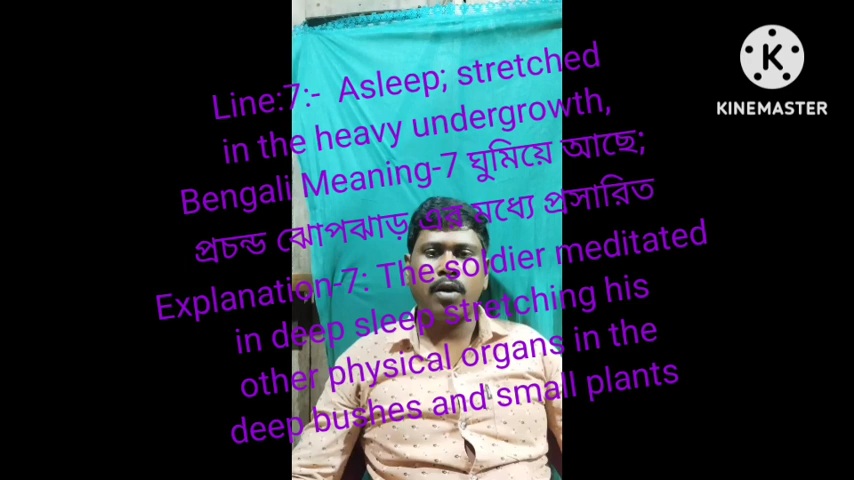 Line:7:- Asleep; stretched
in the heavy undergrowth,
Bengali Meaning-7 ঘুমিয়ে আছে;
প্রচন্ড ঝোপঝাড় এর মধ্যে প্রসারিত
Explanation-7: The soldier meditated
in deep sleep stretching his
other physical organs in the
deep bushes and small plants
KINEMASTER